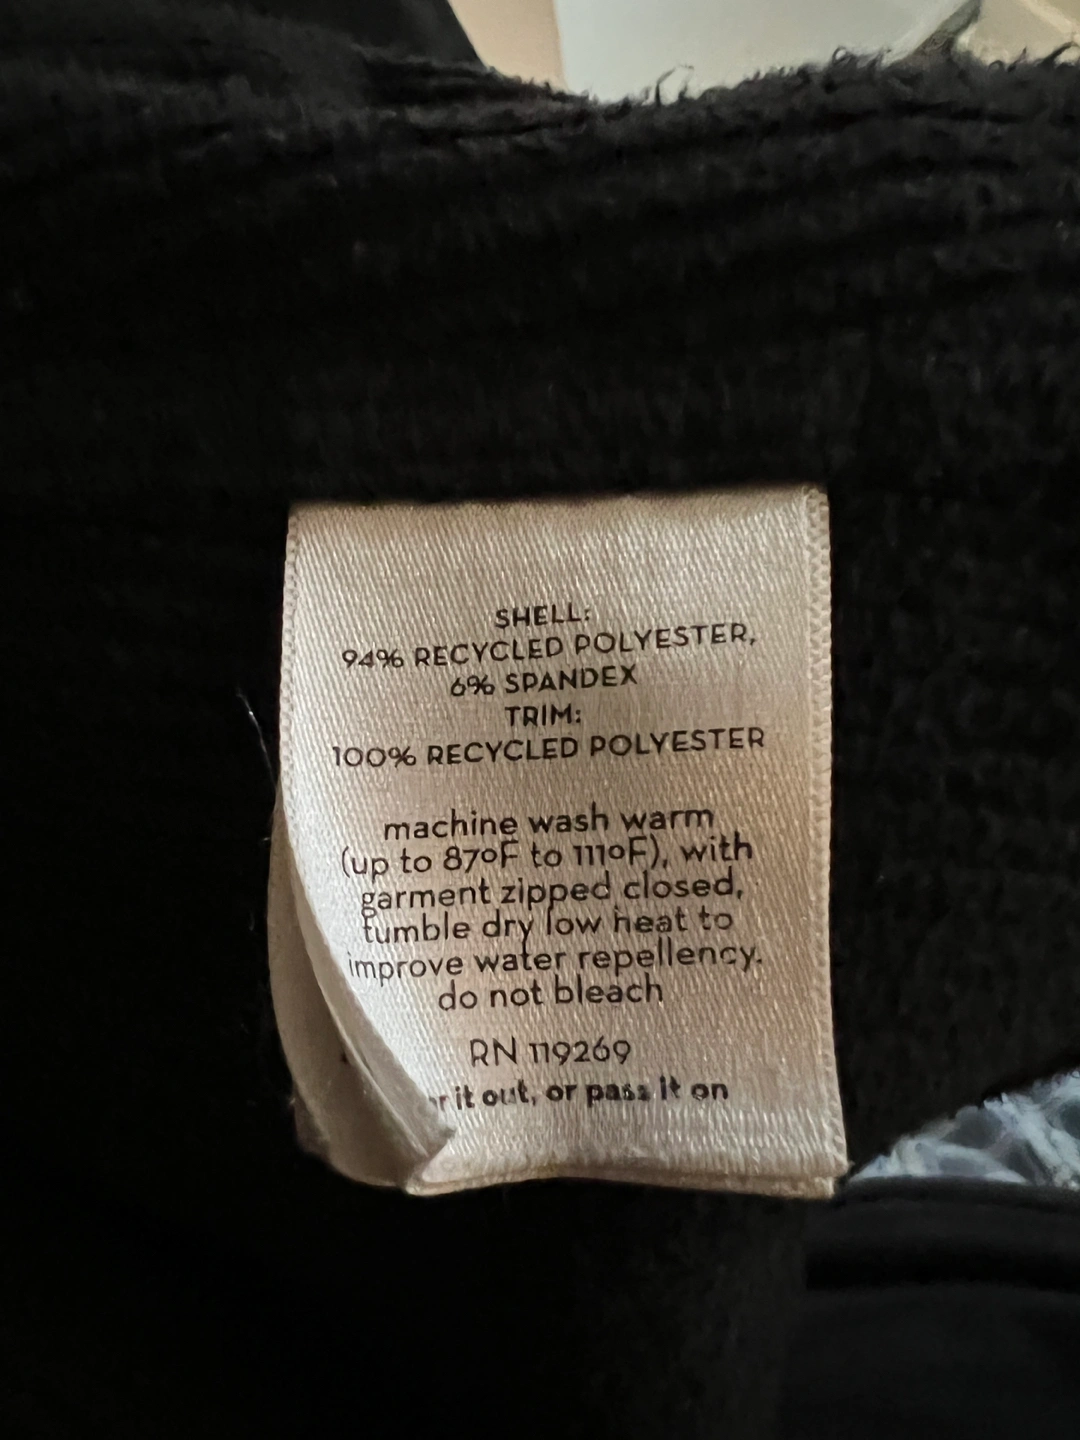 SHELL:
94% RECYCLED POLYESTER,
6% SPANDEX
TRIM:
100% RECYCLED POLYESTER
machine wash warm
(up to 87ºF to 111ºF), with
garment zipped closed,
tumble dry low heat to
improve water repellency.
do not bleach
RN 119269
it out, or pass it on